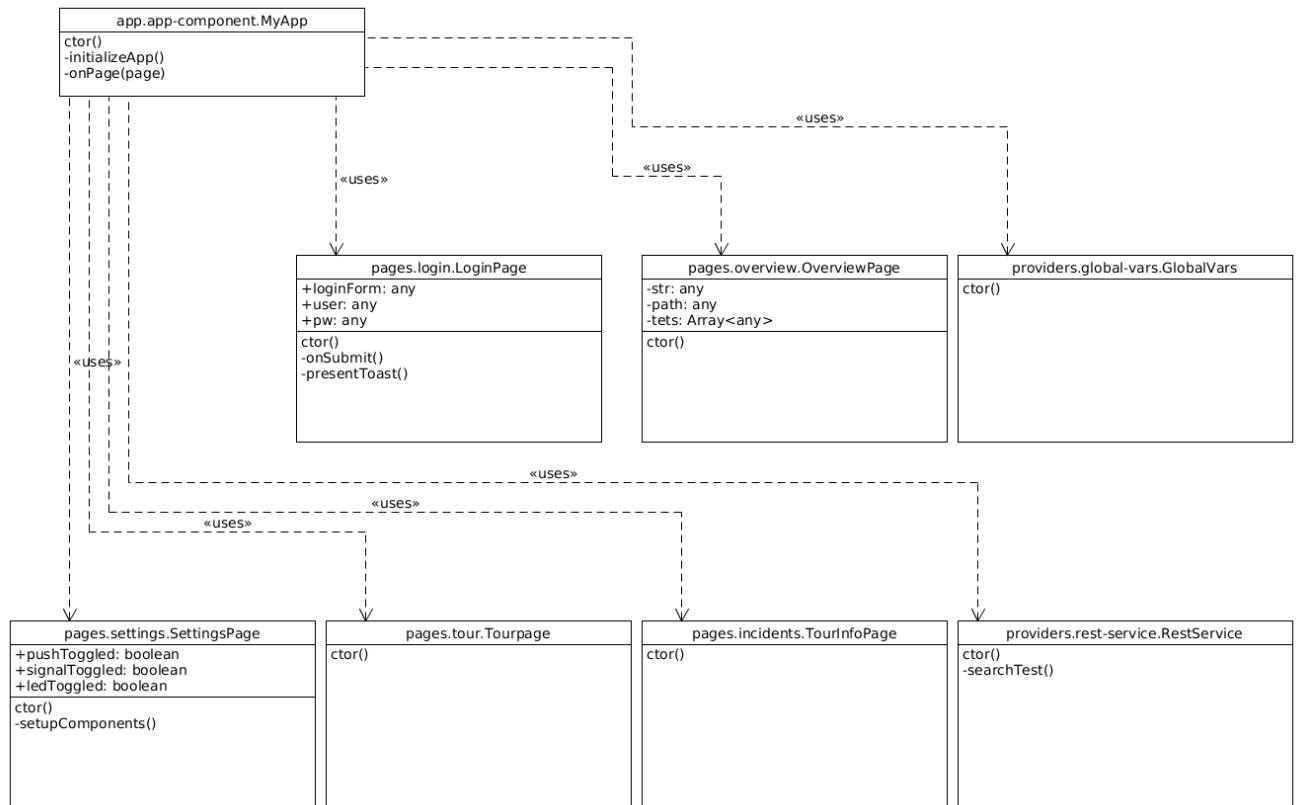 app.app-component.MyApp
ctor()
-initializeApp()
-onPage(page)
«uses»
«uses»
«uses»
pages.login.LoginPage
+loginForm: any
+user: any
+pw: any
ctor()
-onSubmit()
-presentToast()
pages.overview.OverviewPage
-str: any
-path: any
-tets: Array<any>
ctor()
providers.global-vars.GlobalVars
ctor()
«uses»
«uses»
«uses»
«uses»
pages.settings.SettingsPage
+pushToggled: boolean
+signalToggled: boolean
+ledToggled: boolean
ctor()
-setupComponents()
pages.tour.Tourpage
ctor()
pages.incidents.TourInfoPage
ctor()
providers.rest-service.RestService
ctor()
-searchTest()